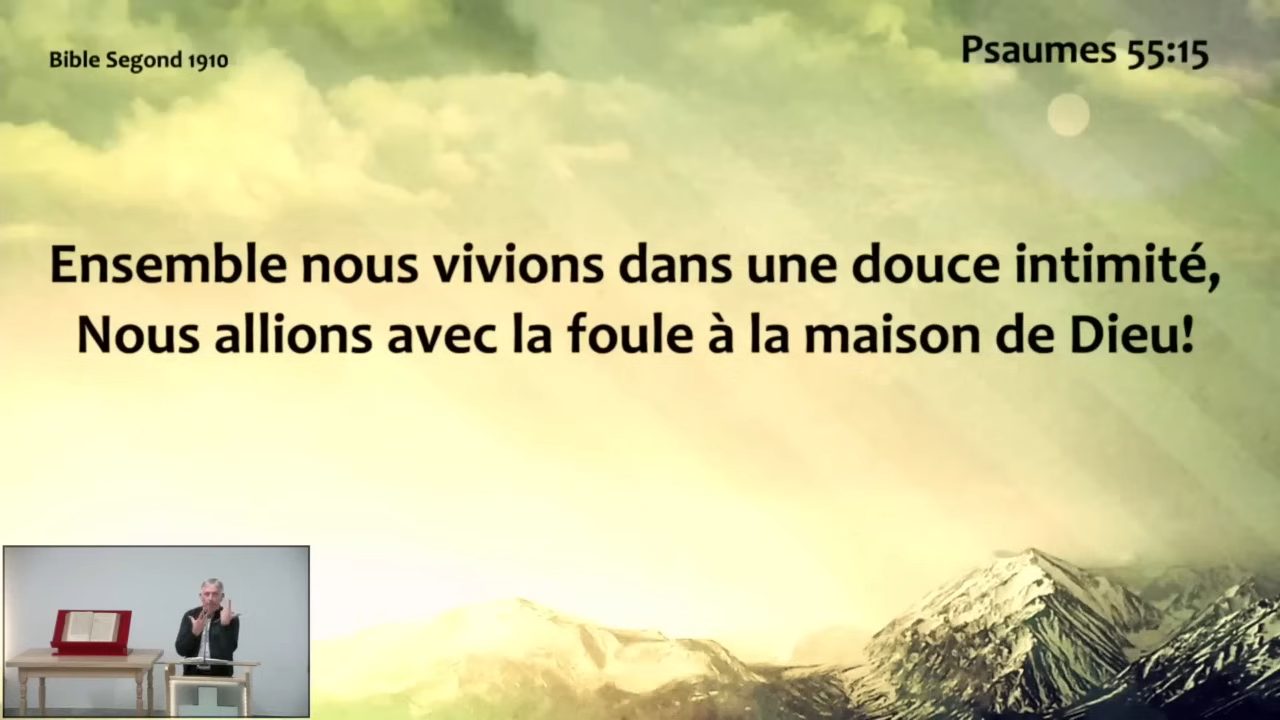 Bible Segond 1910
Psaumes 55:15
Ensemble nous vivions dans une douce intimité,
Nous allions avec la foule à la maison de Dieu!